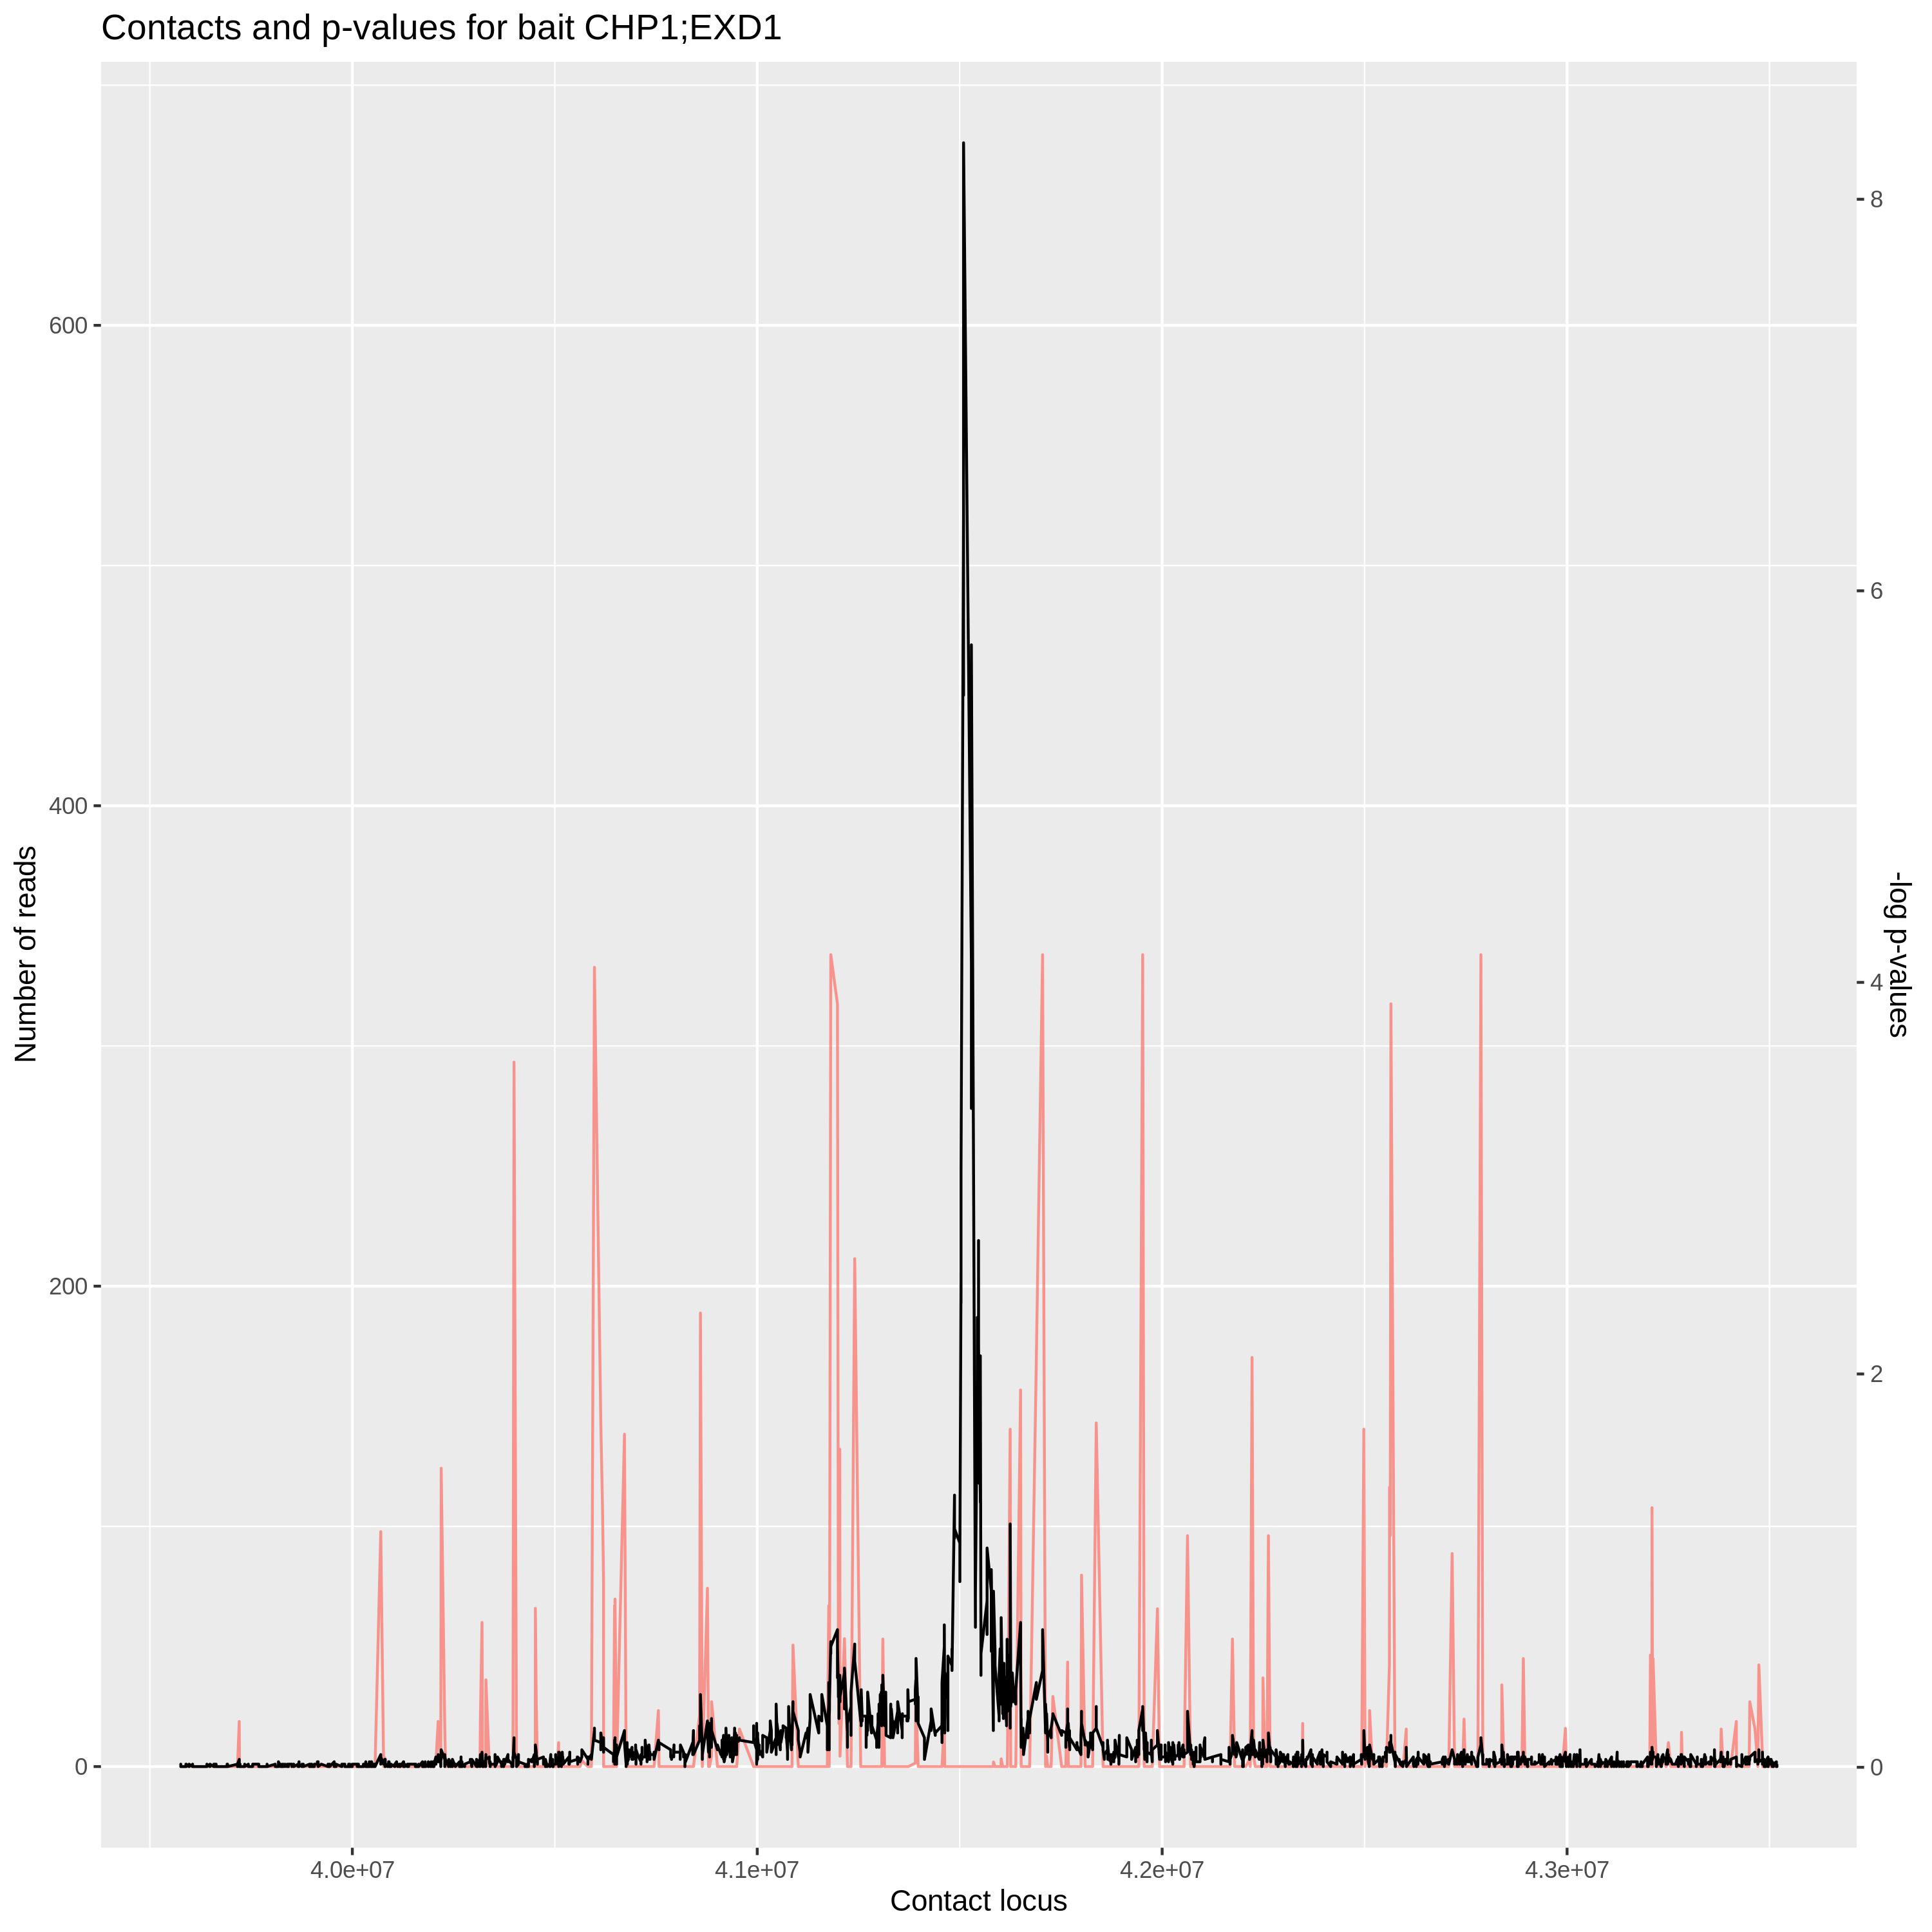 Contacts and p-values for bait CHP1;EXD1
600
400
200
0
Number of reads
8
6
4
2
0
-log p-values
4.0e+07
4.1e+07
4.2e+07
4.3e+07
Contact locus